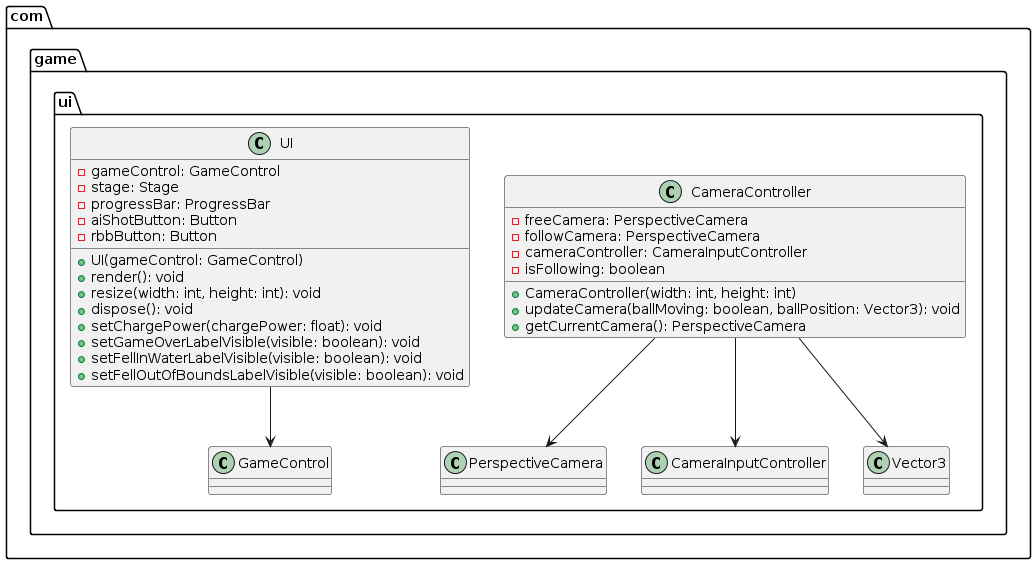 com
game
ui
C UI
gameControl: GameControl
stage: Stage
progressBar: ProgressBar
aiShotButton: Button
rbbButton: Button
UI(gameControl: GameControl)
render(): void
resize(width: int, height: int): void
dispose(): void
setChargePower(chargePower: float): void
setGameOverLabelVisible(visible: boolean): void
setFellInWaterLabelVisible(visible: boolean): void
setFellOutOfBoundsLabelVisible(visible: boolean): void
C CameraController
freeCamera: PerspectiveCamera
followCamera: PerspectiveCamera
cameraController: CameraInputController
isFollowing: boolean
CameraController(width: int, height: int)
updateCamera(ballMoving: boolean, ballPosition: Vector3): void
getCurrentCamera(): PerspectiveCamera
C GameControl
C PerspectiveCamera
C CameraInputController
C Vector3